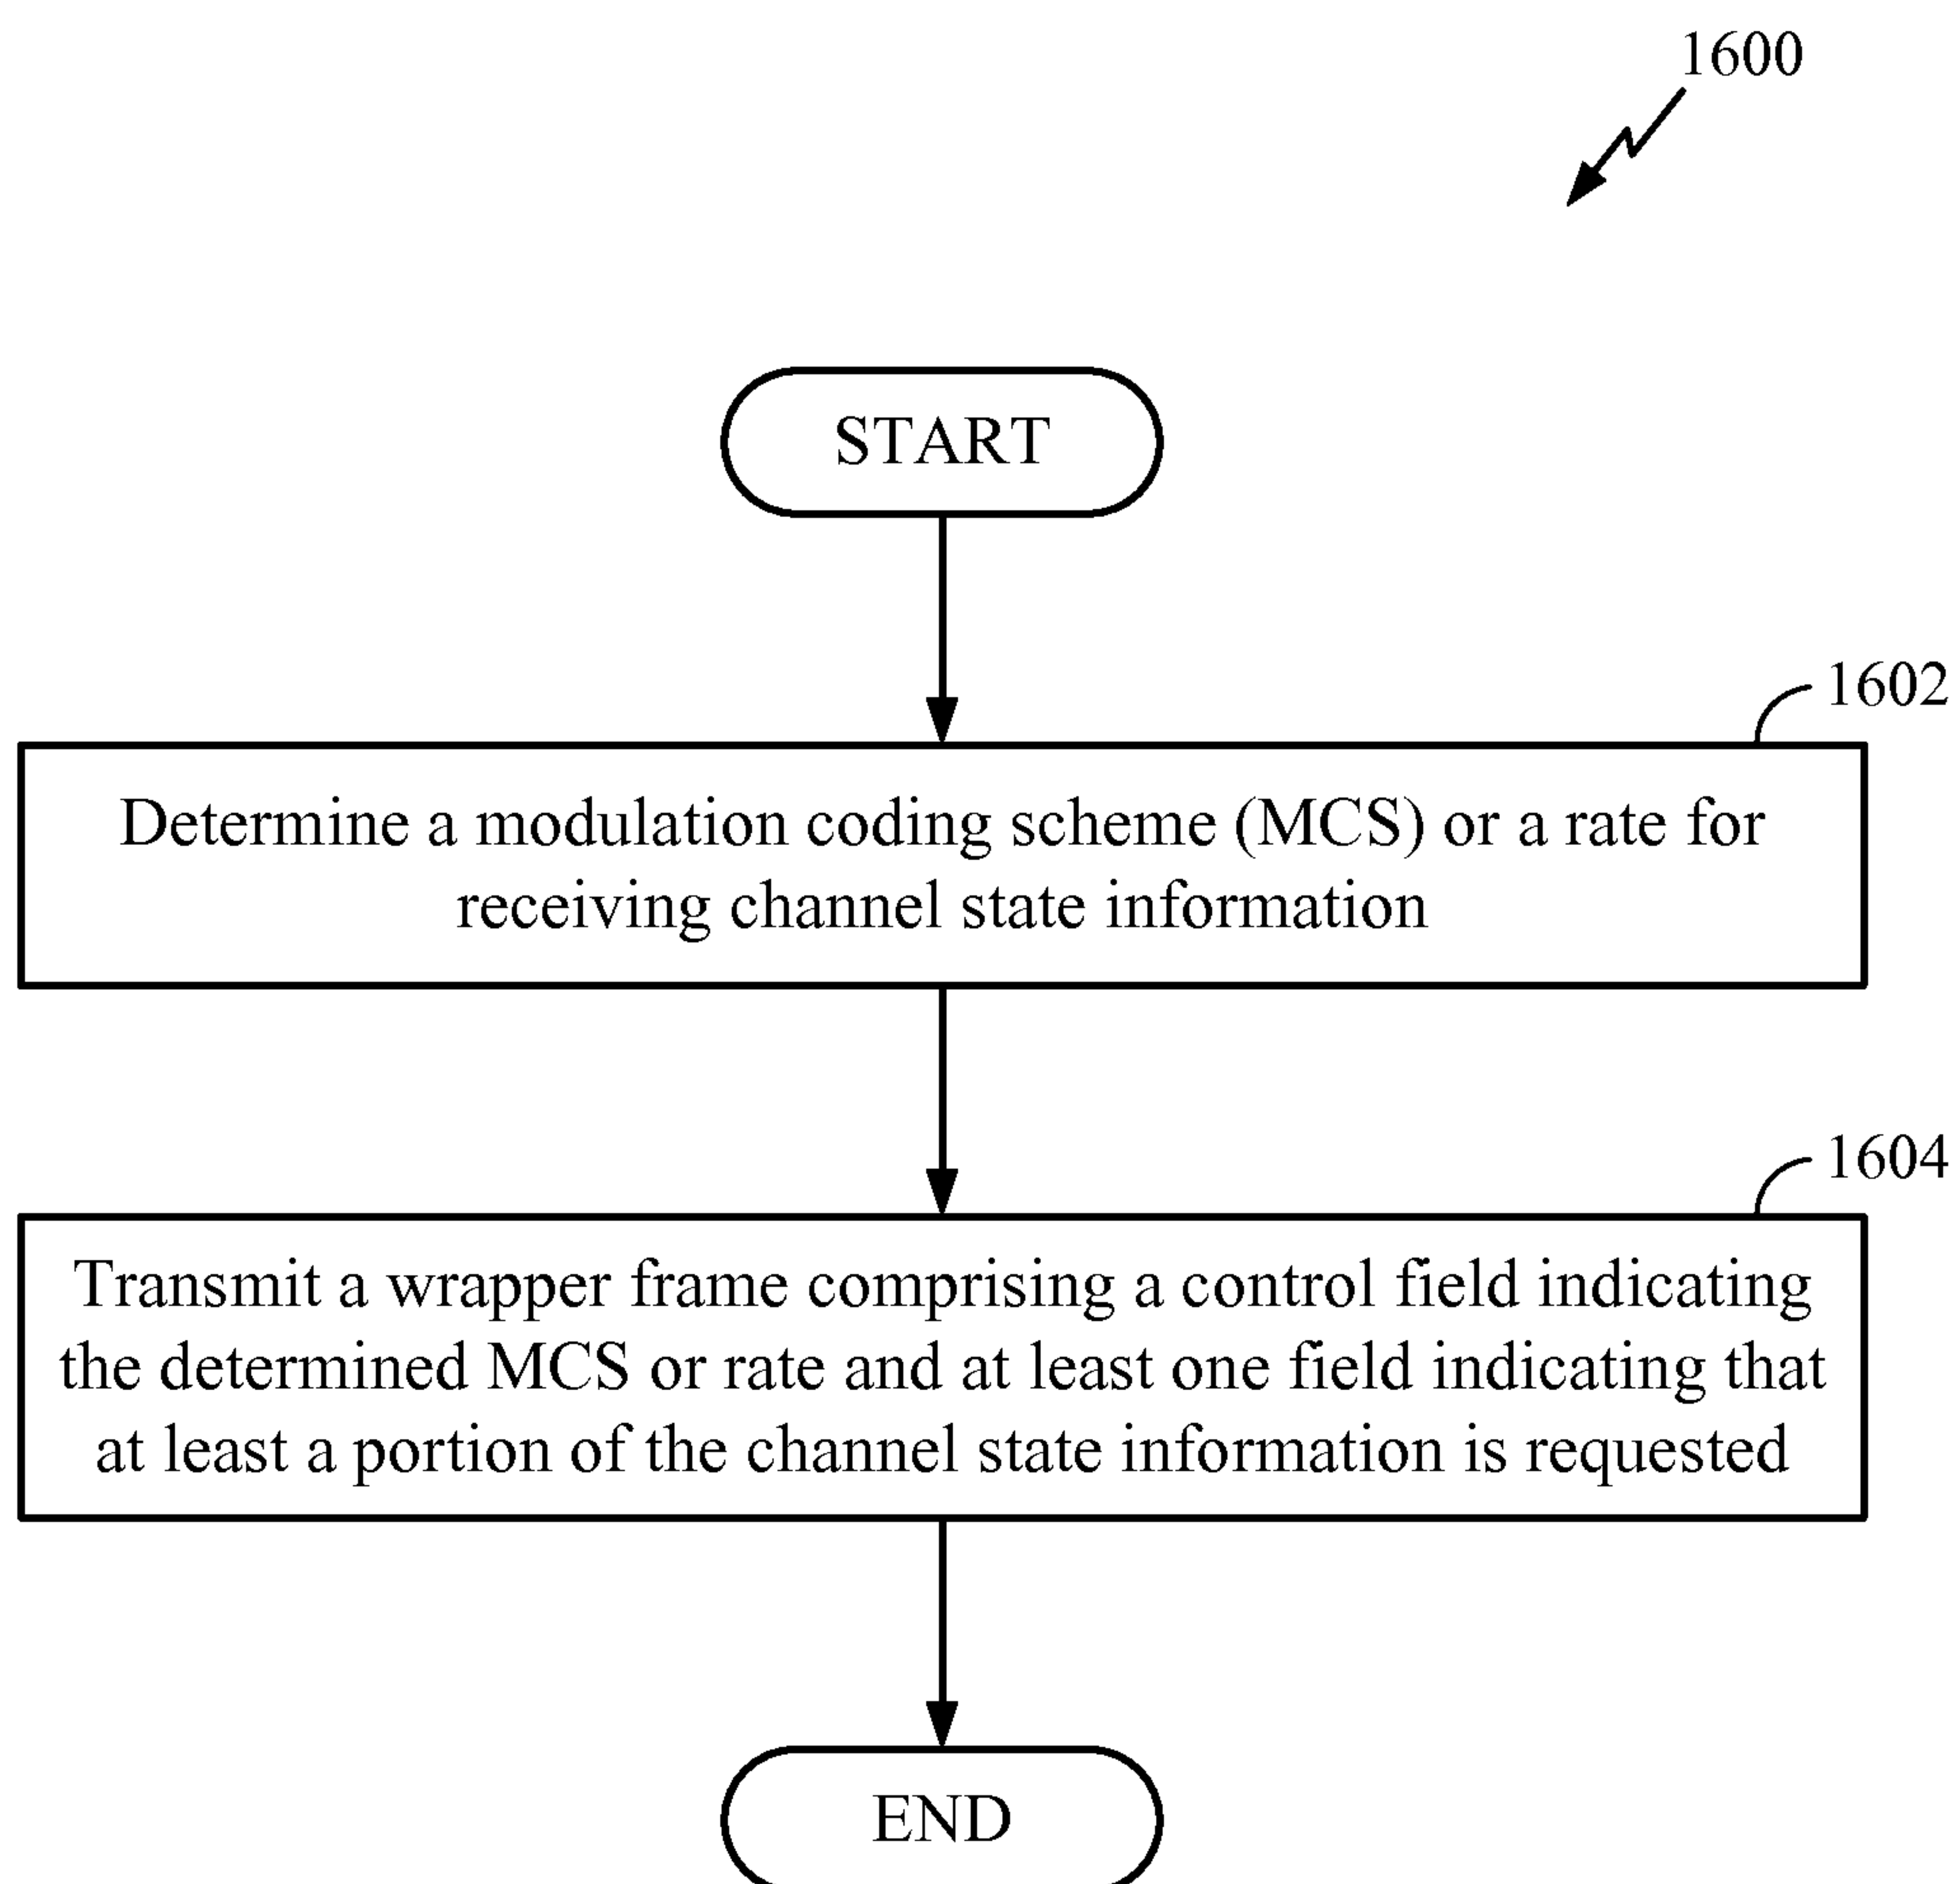 1600
START
1602
Determine a modulation coding scheme (MCS) or a rate for
receiving channel state information
1604
Transmit a wrapper frame comprising a control field indicating
the determined MCS or rate and at least one field indicating that
at least a portion of the channel state information is requested
END